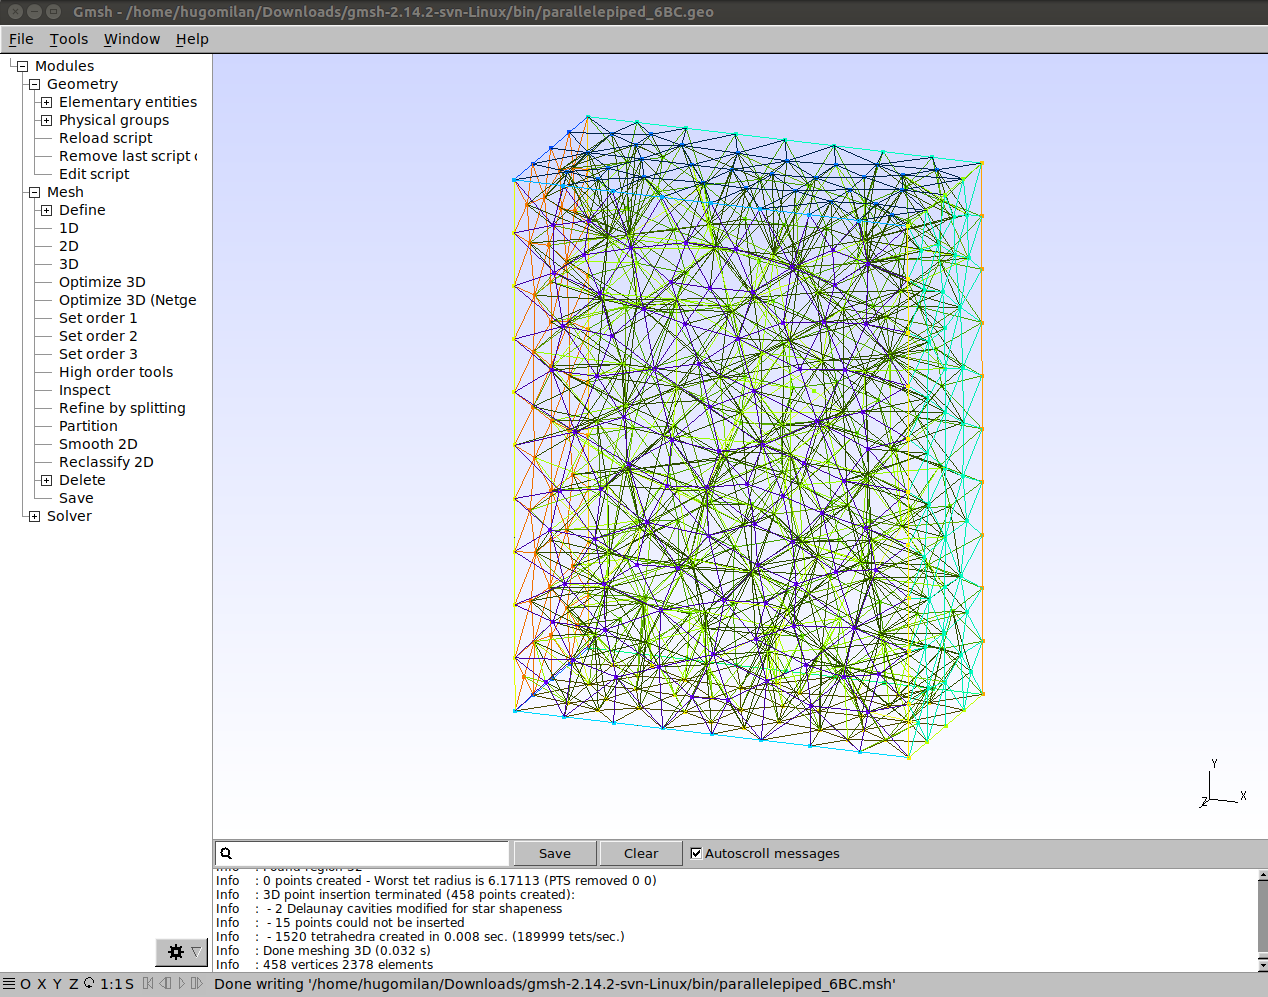 Gmsh - /home/hugomilan/Downloads/gmsh-2.14.2-svn-Linux/bin/parallelepiped_6BC.geo
File Tools Window Help
Modules
Geometry
Elementary entities
Physical groups
Reload script
Remove last script c
Edit script
Mesh
Define
1D
2D
3D
Optimize 3D
Optimize 3D (Netge
Set order 1
Set order 2
Set order 3
High order tools
Inspect
Refine by splitting
Partition
Smooth 2D
Reclassify 2D
Delete
Save
Solver
Y
X
Z
Save Clear Autoscroll messages
Info : Found region 32
Info : 0 points created - Worst tet radius is 6.17113 (PTS removed 0 0)
Info : 3D point insertion terminated (458 points created):
Info : - 2 Delaunay cavities modified for star shapeness
Info : - 15 points could not be inserted
Info : - 1520 tetrahedra created in 0.008 sec. (189999 tets/sec.)
Info : Done meshing 3D (0.032 s)
Info : 458 vertices 2378 elements
O X Y Z 1:1 S Done writing '/home/hugomilan/Downloads/gmsh-2.14.2-svn-Linux/bin/parallelepiped_6BC.msh'